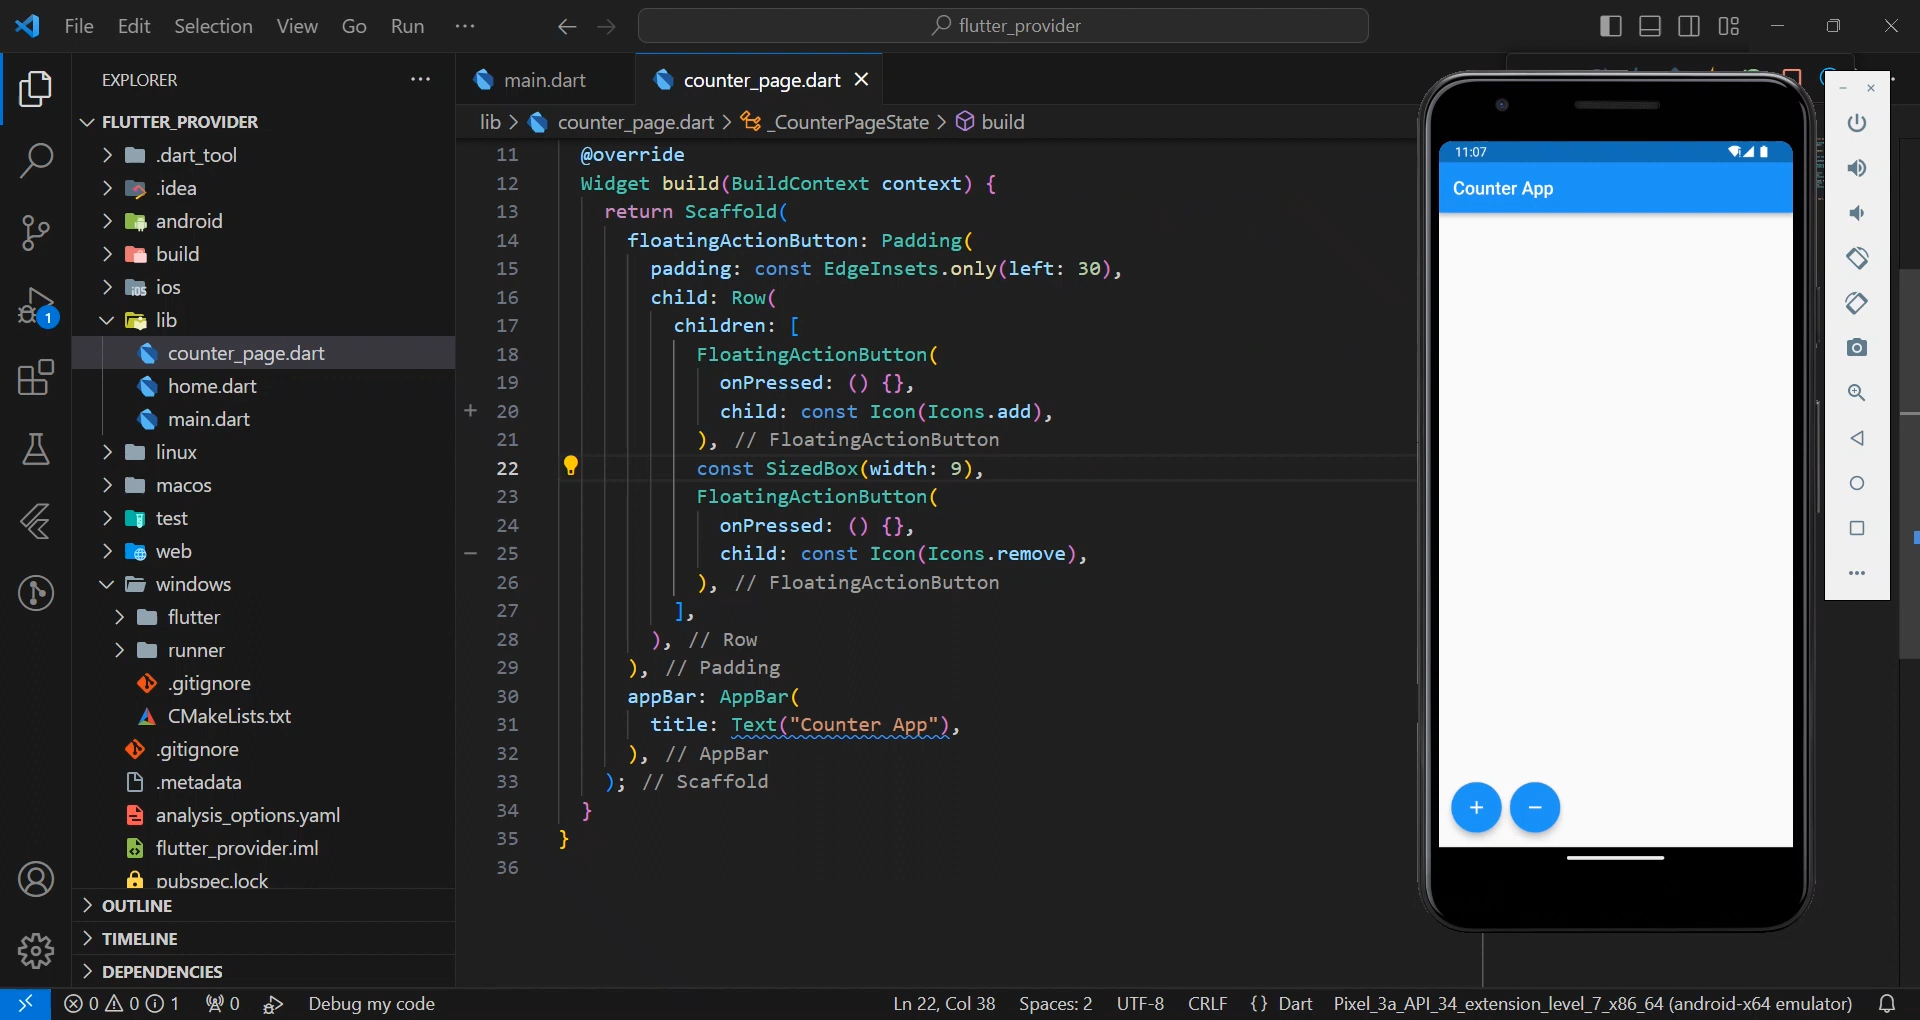 File Edit Selection View Go Run ···
flutter_provider
EXPLORER ···
FLUTTER_PROVIDER
.dart_tool
.idea
android
build
ios
lib
counter_page.dart
home.dart
main.dart
linux
macos
test
web
windows
flutter
runner
.gitignore
CMakeLists.txt
.gitignore
.metadata
analysis_options.yaml
flutter_provider.iml
pubspec.lock
OUTLINE
TIMELINE
DEPENDENCIES
1
main.dart counter_page.dart
lib > counter_page.dart > _CounterPageState > build
11 @override
12 Widget build(BuildContext context) {
13 return Scaffold(
14 floatingActionButton: Padding(
15 padding: const EdgeInsets.only(left: 30),
16 child: Row(
17 children: [
18 FloatingActionButton(
19 onPressed: () {},
20 child: const Icon(Icons.add),
21 ), // FloatingActionButton
22 const SizedBox(width: 9),
23 FloatingActionButton(
24 onPressed: () {},
25 child: const Icon(Icons.remove),
26 ), // FloatingActionButton
27 ],
28 ), // Row
29 ), // Padding
30 appBar: AppBar(
31 title: Text("Counter App"),
32 ), // AppBar
33 ); // Scaffold
34 }
35 }
36
11:07
Counter App
0 0 1 0 Debug my code
Ln 22, Col 38 Spaces: 2 UTF-8 CRLF {} Dart Pixel_3a_API_34_extension_level_7_x86_64 (android-x64 emulator)